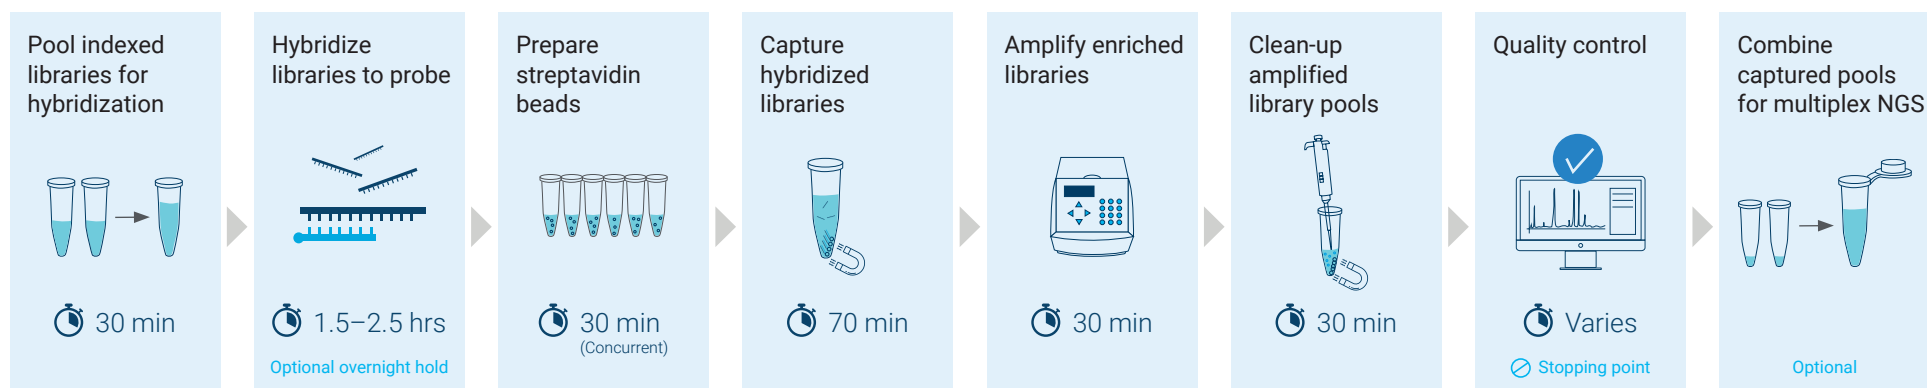 Pool indexed
libraries for
hybridization
30 min
Hybridize
libraries to probe
1.5–2.5 hrs
Optional overnight hold
Prepare
streptavidin
beads
30 min
(Concurrent)
Capture
hybridized
libraries
70 min
Amplify enriched
libraries
30 min
Clean-up
amplified
library pools
30 min
Quality control
Varies
Stopping point
Combine
captured pools
for multiplex NGS
Optional